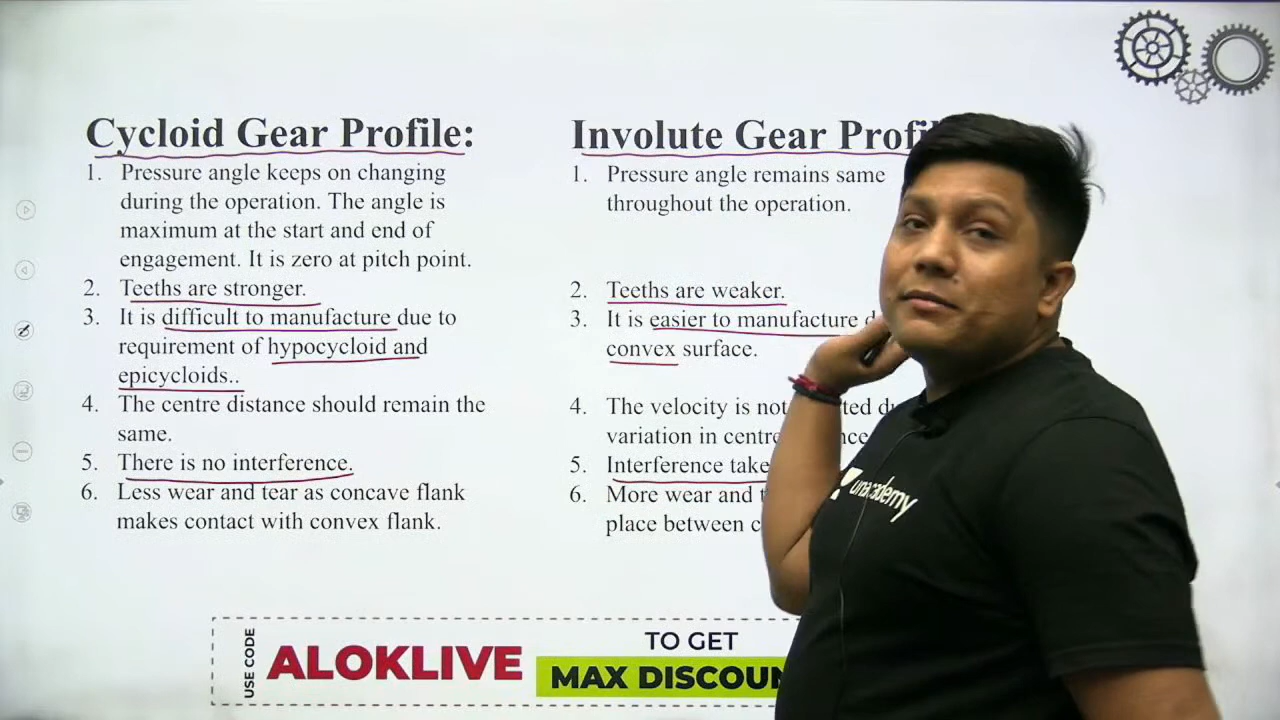 Cycloid Gear Profile:
1. Pressure angle keeps on changing
during the operation. The angle is
maximum at the start and end of
engagement. It is zero at pitch point.
2. Teeths are stronger.
3. It is difficult to manufacture due to
requirement of hypocycloid and
epicycloids..
4. The centre distance should remain the
same.
5. There is no interference.
6. Less wear and tear as concave flank
makes contact with convex flank.
Involute Gear
1. Pressure angle remains same
throughout the operation.
2. Teeths are weaker.
3. It is easier to manufacture
convex surface.
4. The velocity is not
variation in
5. Interference
6. More wear and
place between
unacademy
USE CODE
ALOKLIVE
TO GET
MAX